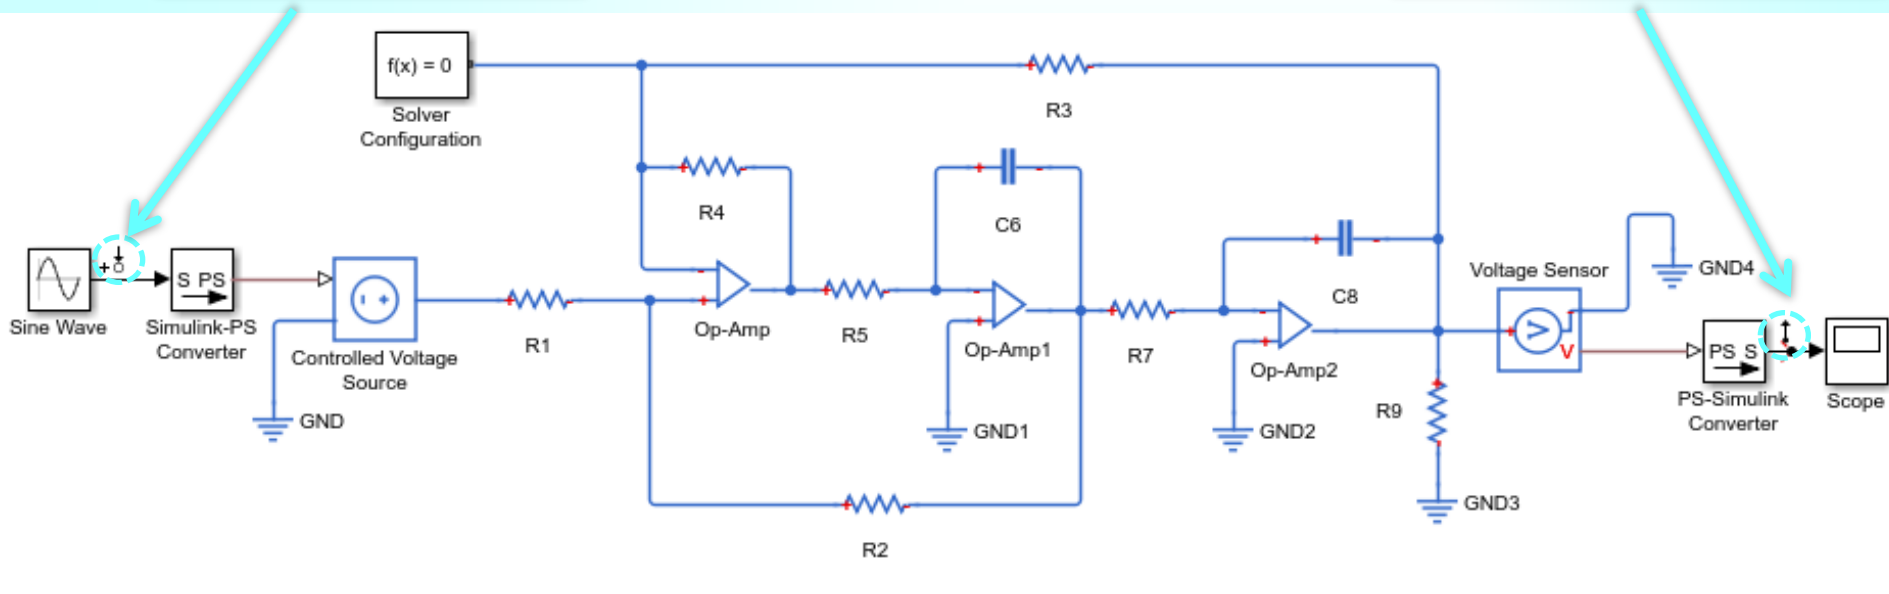 f(x) = 0
Solver
Configuration
R3
R4
C6
Sine Wave
S PS
Simulink-PS
Converter
Controlled Voltage
Source
GND
R1
Op-Amp
R5
Op-Amp1
GND1
R7
C8
Op-Amp2
GND2
R9
GND3
Voltage Sensor
V
V
GND4
PS S
PS-Simulink
Converter
Scope
R2